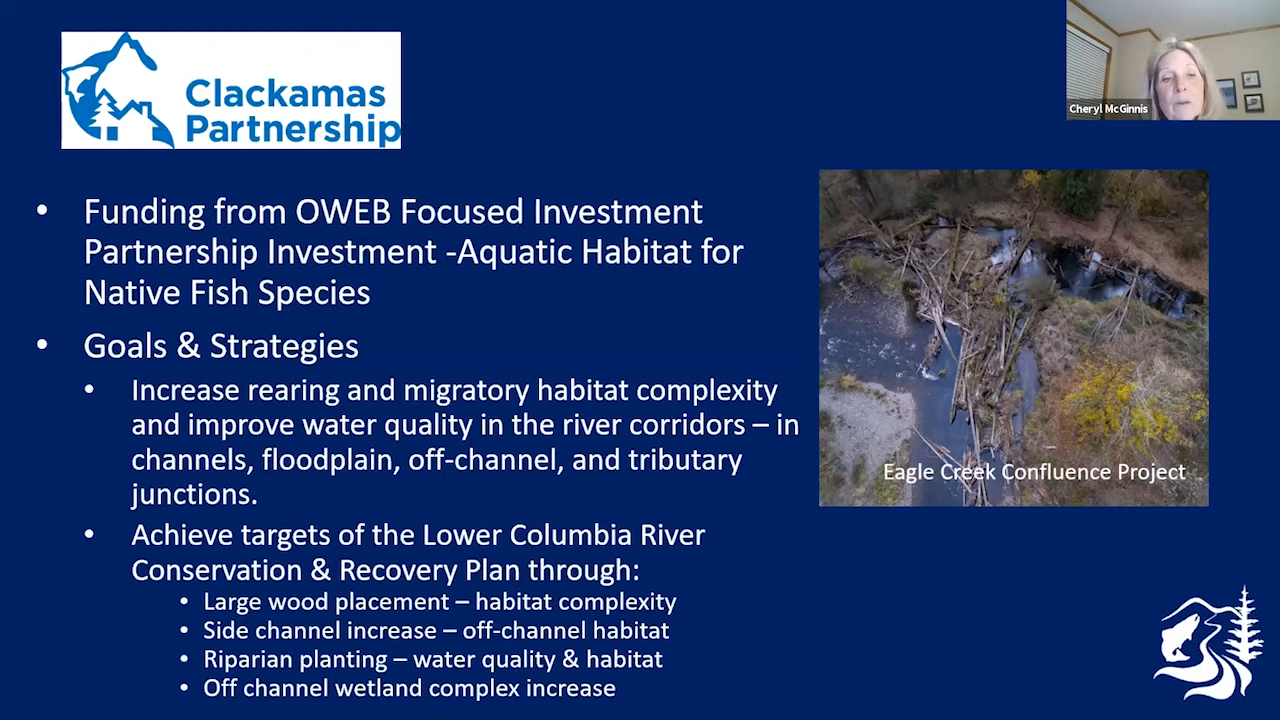 Clackamas
Partnership
Cheryl McGinnis
• Funding from OWEB Focused Investment
Partnership Investment -Aquatic Habitat for
Native Fish Species
• Goals & Strategies
• Increase rearing and migratory habitat complexity
and improve water quality in the river corridors – in
channels, floodplain, off-channel, and tributary
junctions.
• Achieve targets of the Lower Columbia River
Conservation & Recovery Plan through:
• Large wood placement – habitat complexity
• Side channel increase – off-channel habitat
• Riparian planting – water quality & habitat
• Off channel wetland complex increase
Eagle Creek Confluence Project